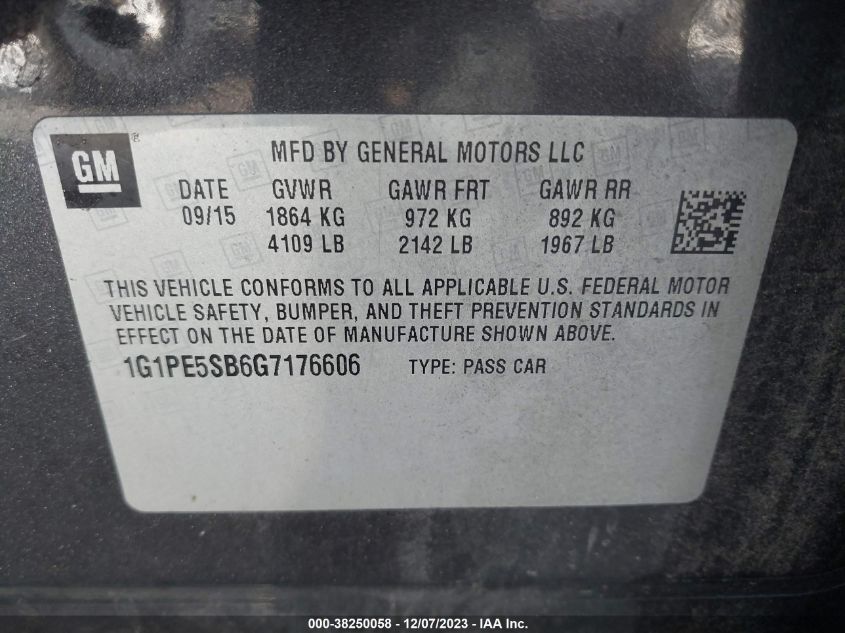 GM
MFD BY GENERAL MOTORS LLC
DATE GVWR GAWR FRT GAWR RR
09/15 1864 KG 972 KG 892 KG
4109 LB 2142 LB 1967 LB
THIS VEHICLE CONFORMS TO ALL APPLICABLE U.S. FEDERAL MOTOR
VEHICLE SAFETY, BUMPER, AND THEFT PREVENTION STANDARDS IN
EFFECT ON THE DATE OF MANUFACTURE SHOWN ABOVE.
1G1PE5SB6G7176606 TYPE: PASS CAR
000-38250058 - 12/07/2023 - IAA Inc.